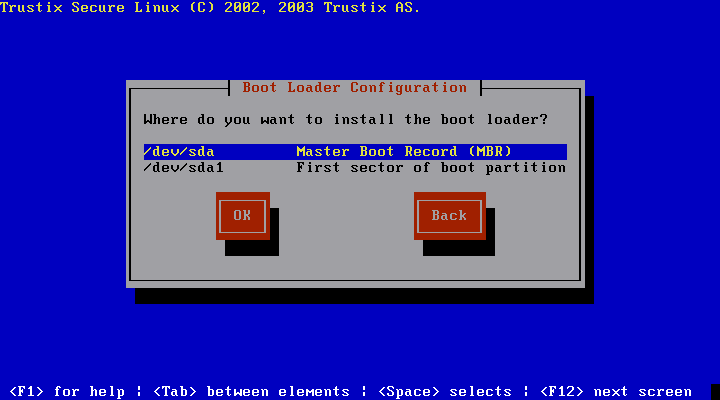 Trustix Secure Linux (C) 2002, 2003 Trustix AS.
Boot Loader Configuration
Where do you want to install the boot loader?
/dev/sda Master Boot Record (MBR)
/dev/sda1 First sector of boot partition
OK Back
<F1> for help ¦ <Tab> between elements ¦ <Space> selects ¦ <F12> next screen